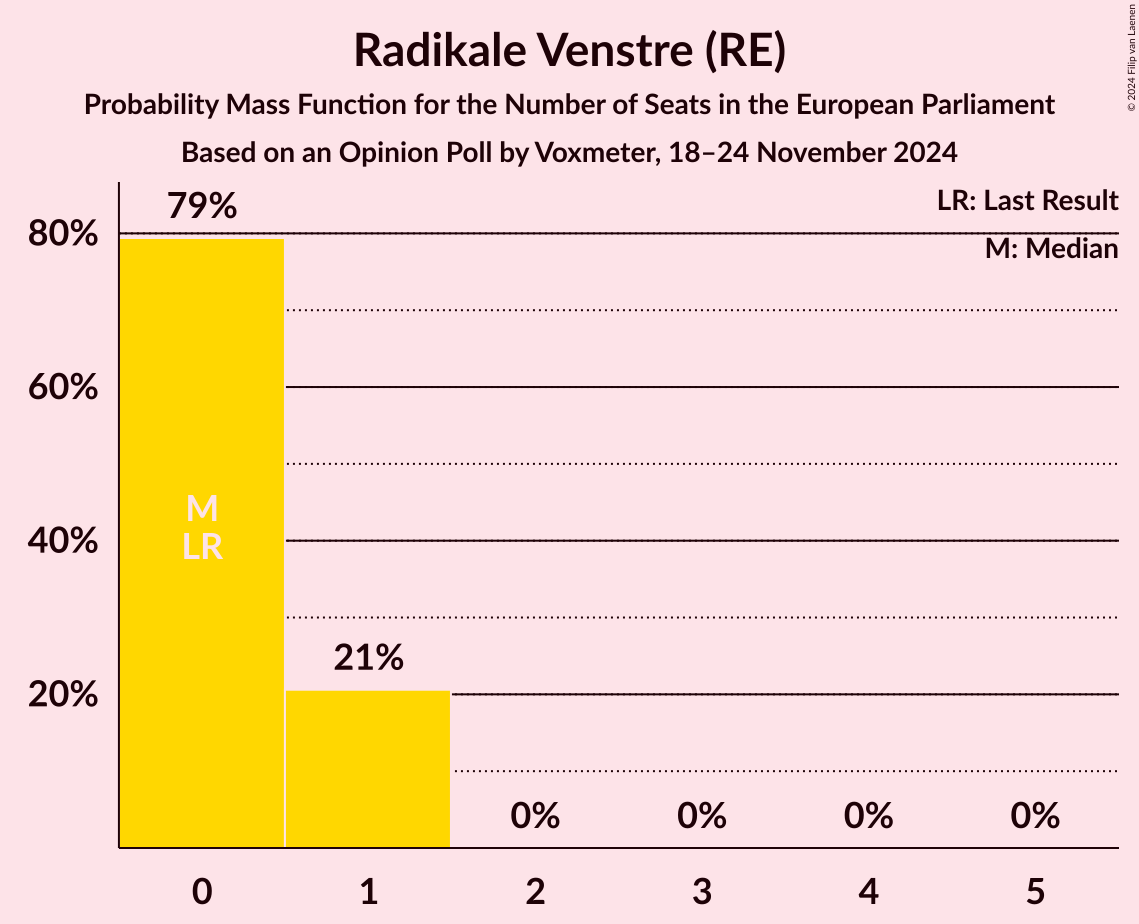 Radikale Venstre (RE)
Probability Mass Function for the Number of Seats in the European Parliament
Based on an Opinion Poll by Voxmeter, 18–24 November 2024
© 2024 Filip van Laenen
LR: Last Result
M: Median
80%
60%
40%
20%
79%
M
LR
21%
0%
0%
0%
0%
0
1
2
3
4
5